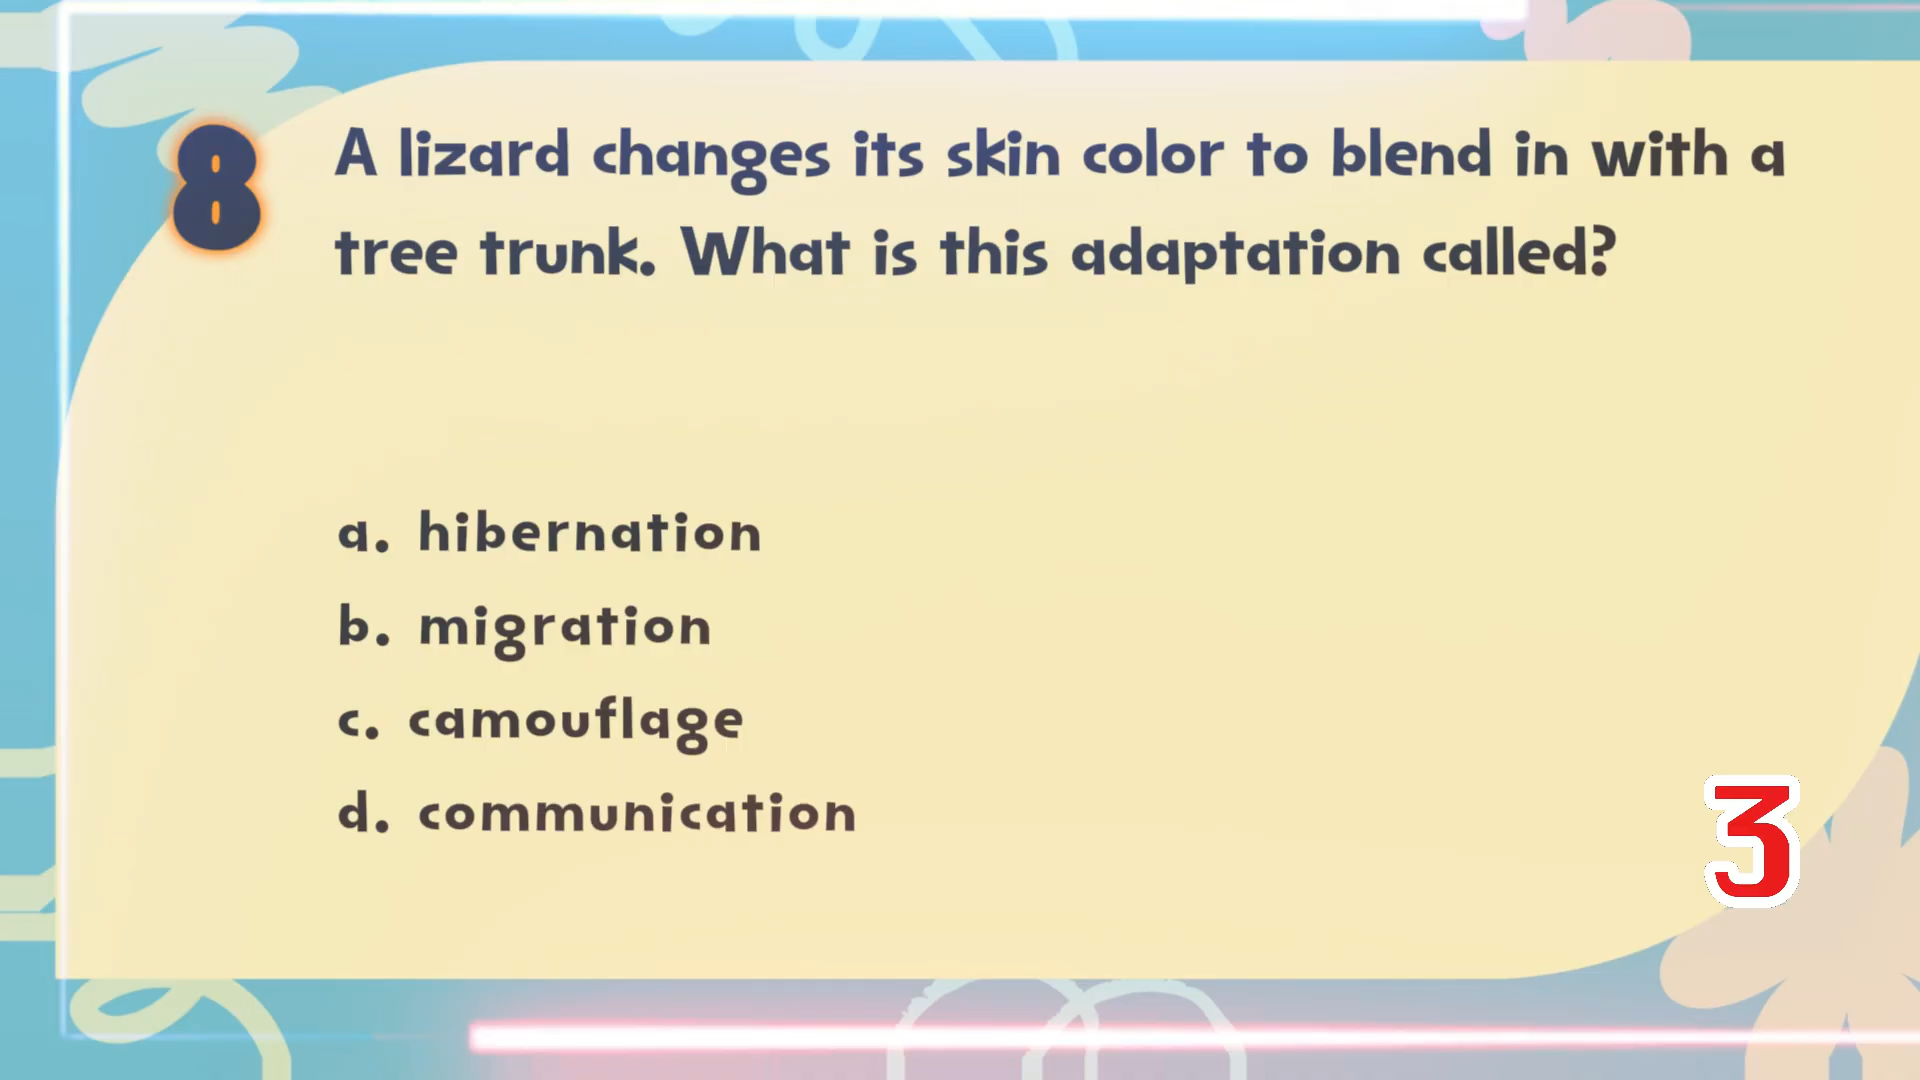 8
A lizard changes its skin color to blend in with a
tree trunk. What is this adaptation called?
a. hibernation
b. migration
c. camouflage
d. communication
3